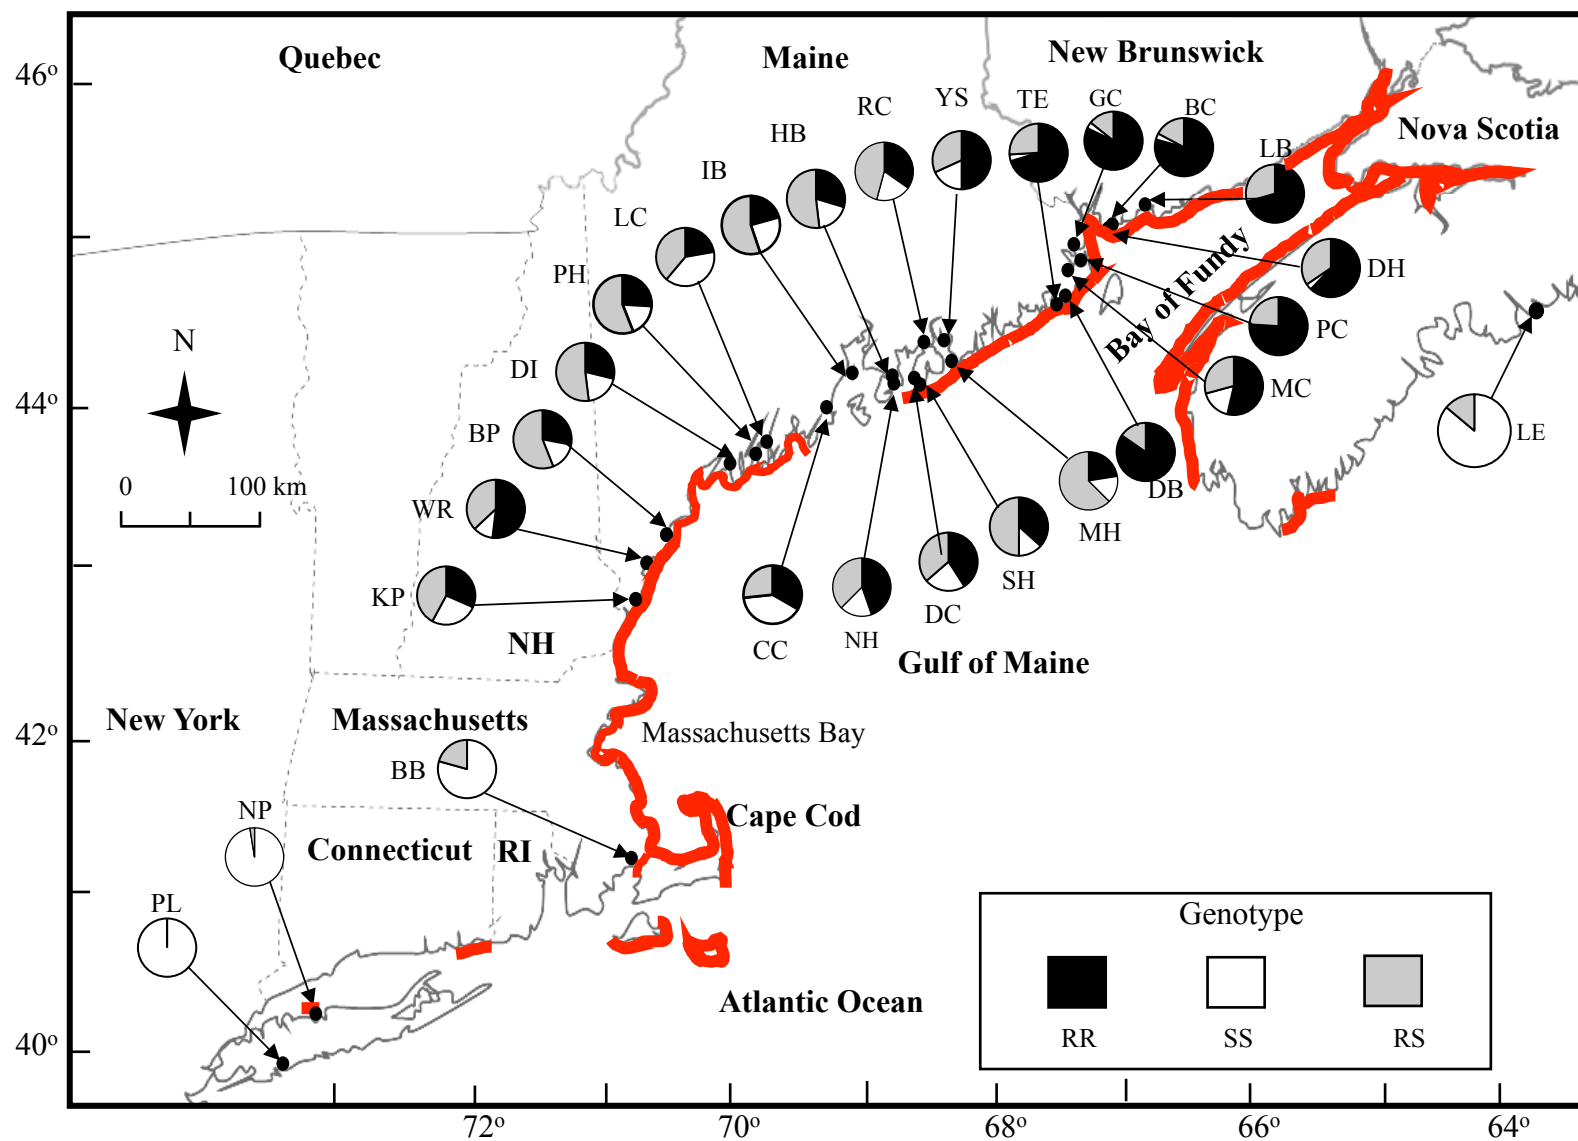 Quebec
Maine
New Brunswick
46°
YS
TE
GC
BC
RC
Nova Scotia
HB
LB
IB
LC
PH
Bay of Fundy
DH
N
PC
DI
MC
44°
BP
LE
0 100 km
DB
WR
MH
SH
KP
DC
NH
CC
NH
Gulf of Maine
New York
Massachusetts
42°
Massachusetts Bay
BB
NP
Cape Cod
Connecticut
RI
PL
Genotype
Atlantic Ocean
RR
SS
RS
40°
72°
70°
68°
66°
64°